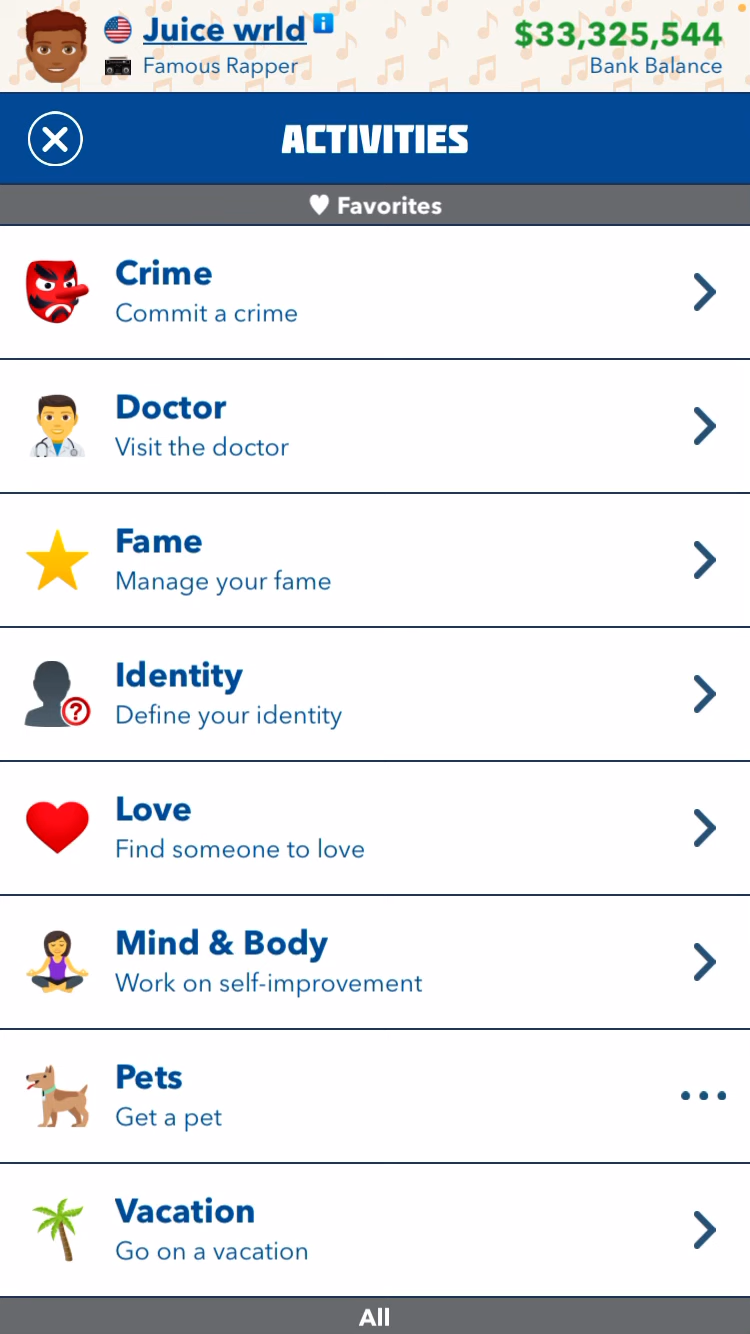 Juice wrld i
$33,325,544
Famous Rapper
Bank Balance
ACTIVITIES
Favorites
Crime
Commit a crime
Doctor
Visit the doctor
Fame
Manage your fame
Identity
Define your identity
?
Love
Find someone to love
Mind & Body
Work on self-improvement
Pets
Get a pet
Vacation
Go on a vacation
All